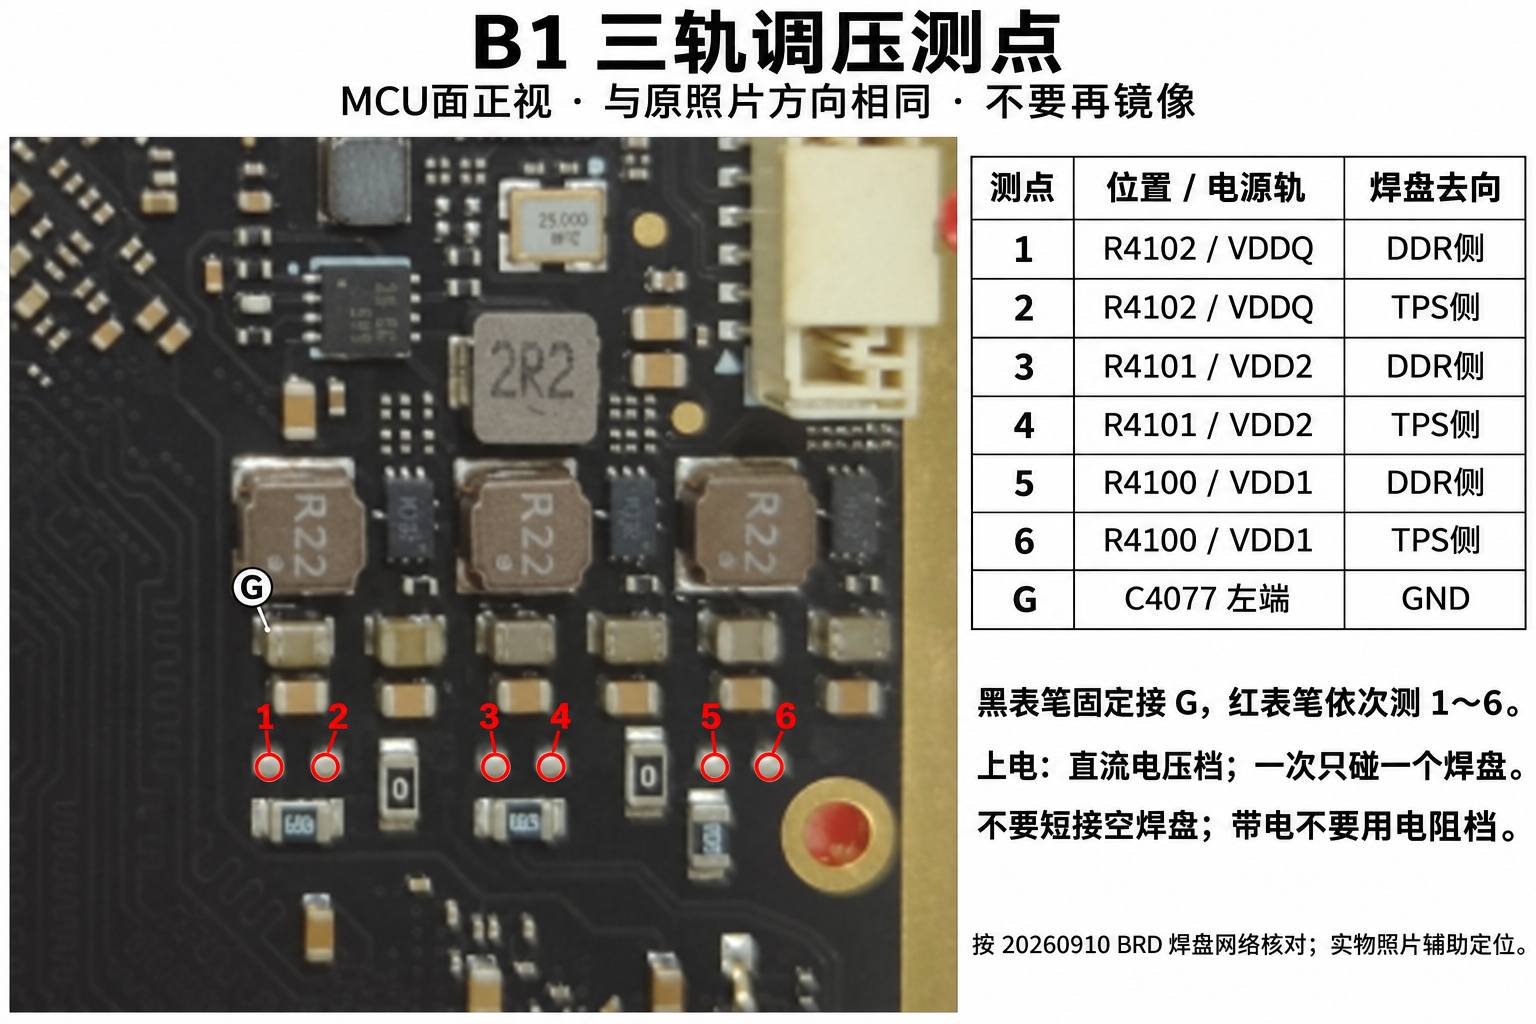 B1 三轨调压测点
MCU面正视 · 与原照片方向相同 · 不要再镜像
25.000
2R2
R22
R22
R22
G
1
2
3
4
5
6
0
0
测点 位置 / 电源轨 焊盘去向
1 R4102 / VDDQ DDR侧
2 R4102 / VDDQ TPS侧
3 R4101 / VDD2 DDR侧
4 R4101 / VDD2 TPS侧
5 R4100 / VDD1 DDR侧
6 R4100 / VDD1 TPS侧
G C4077 左端 GND
黑表笔固定接 G，红表笔依次测 1～6。
上电：直流电压档；一次只碰一个焊盘。
不要短接空焊盘；带电不要用电阻档。
按 20260910 BRD 焊盘网络核对；实物照片辅助定位。